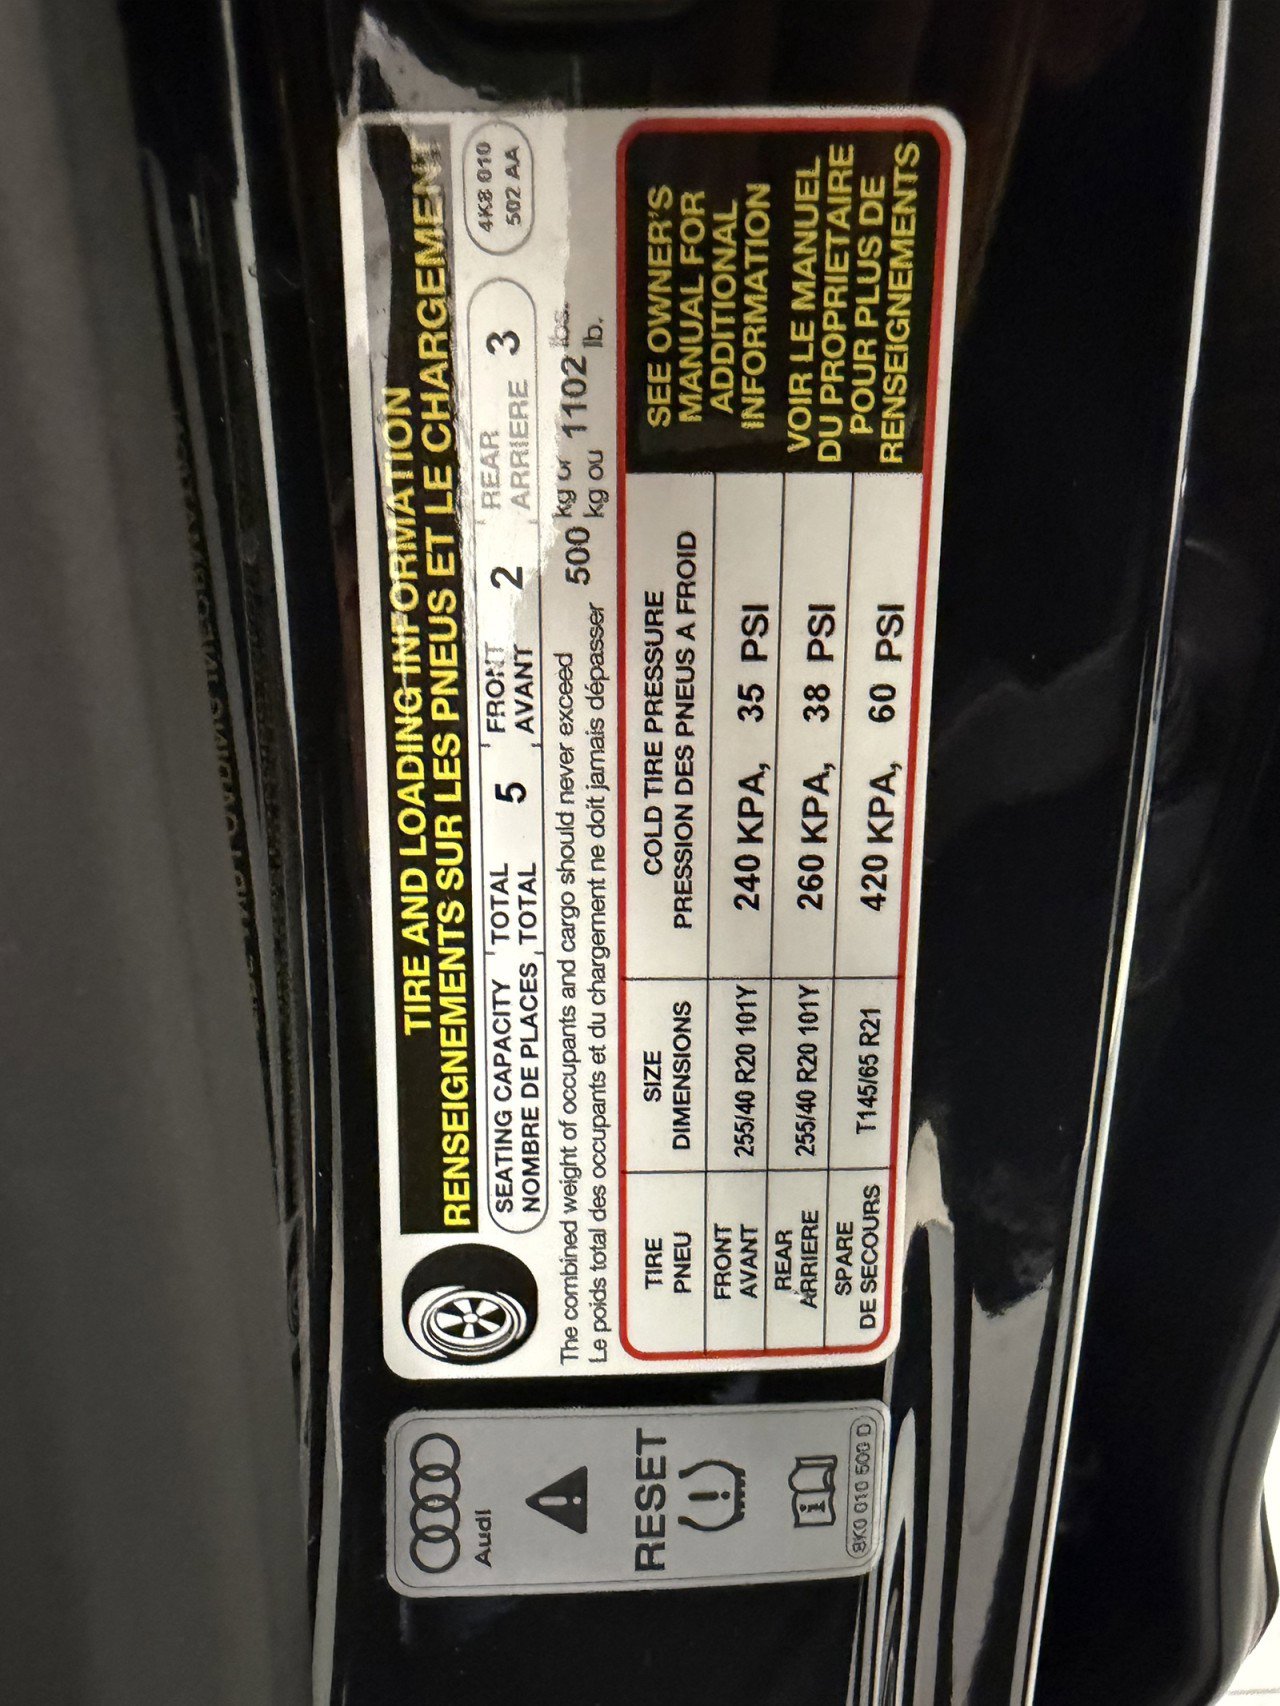 TIRE AND LOADING INFORMATION
RENSEIGNEMENTS SUR LES PNEUS ET LE CHARGEMENT
SEATING CAPACITY TOTAL 5 FRONT 2 REAR 3
NOMBRE DE PLACES TOTAL AVANT ARRIERE
4K8 010
502 AA
The combined weight of occupants and cargo should never exceed 500 kg or 1102 lbs.
Le poids total des occupants et du chargement ne doit jamais dépasser kg ou lb.
TIRE SIZE COLD TIRE PRESSURE
PNEU DIMENSIONS PRESSION DES PNEUS A FROID
FRONT
AVANT 255/40 R20 101Y 240 KPA, 35 PSI
REAR
ARRIERE 255/40 R20 101Y 260 KPA, 38 PSI
SPARE
DE SECOURS T145/65 R21 420 KPA, 60 PSI
SEE OWNER'S
MANUAL FOR
ADDITIONAL
INFORMATION
VOIR LE MANUEL
DU PROPRIETAIRE
POUR PLUS DE
RENSEIGNEMENTS
Audi
RESET
8K0 010 500 D